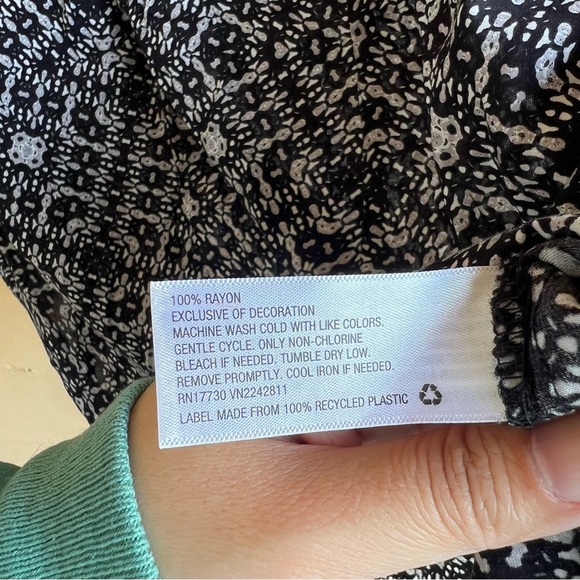 100% RAYON
EXCLUSIVE OF DECORATION
MACHINE WASH COLD WITH LIKE COLORS.
GENTLE CYCLE. ONLY NON-CHLORINE
BLEACH IF NEEDED. TUMBLE DRY LOW.
REMOVE PROMPTLY. COOL IRON IF NEEDED.
RN17730 VN2242811
LABEL MADE FROM 100% RECYCLED PLASTIC